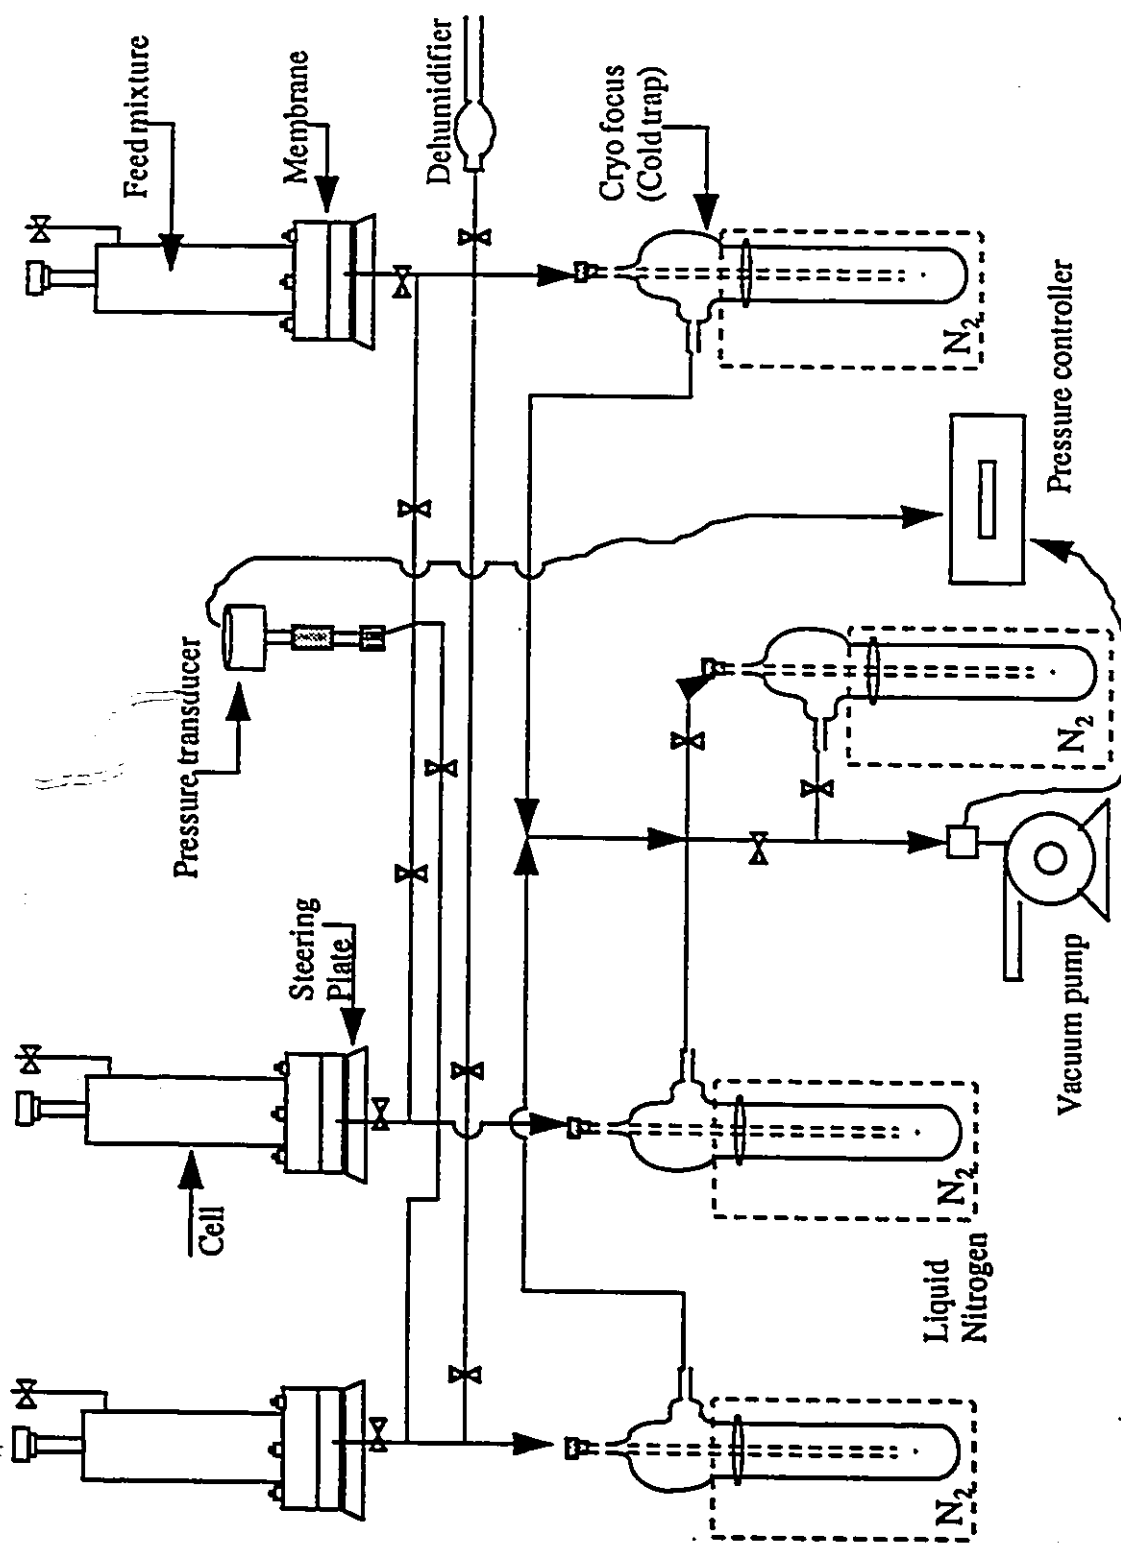 Feed mixture
Membrane
Dehumidifier
Cryo focus
(Cold trap)
N2
Pressure controller
Pressure transducer
N2
Steering
Plate
Vacuum pump
Cell
N2
Liquid
Nitrogen
N2